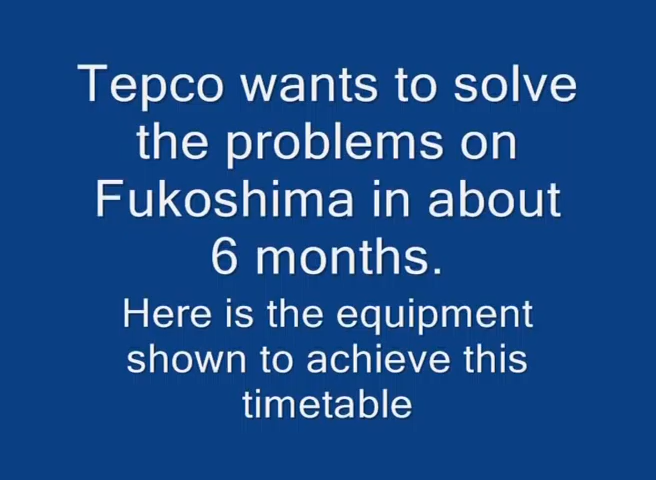 Tepco wants to solve
the problems on
Fukoshima in about
6 months.
Here is the equipment
shown to achieve this
timetable